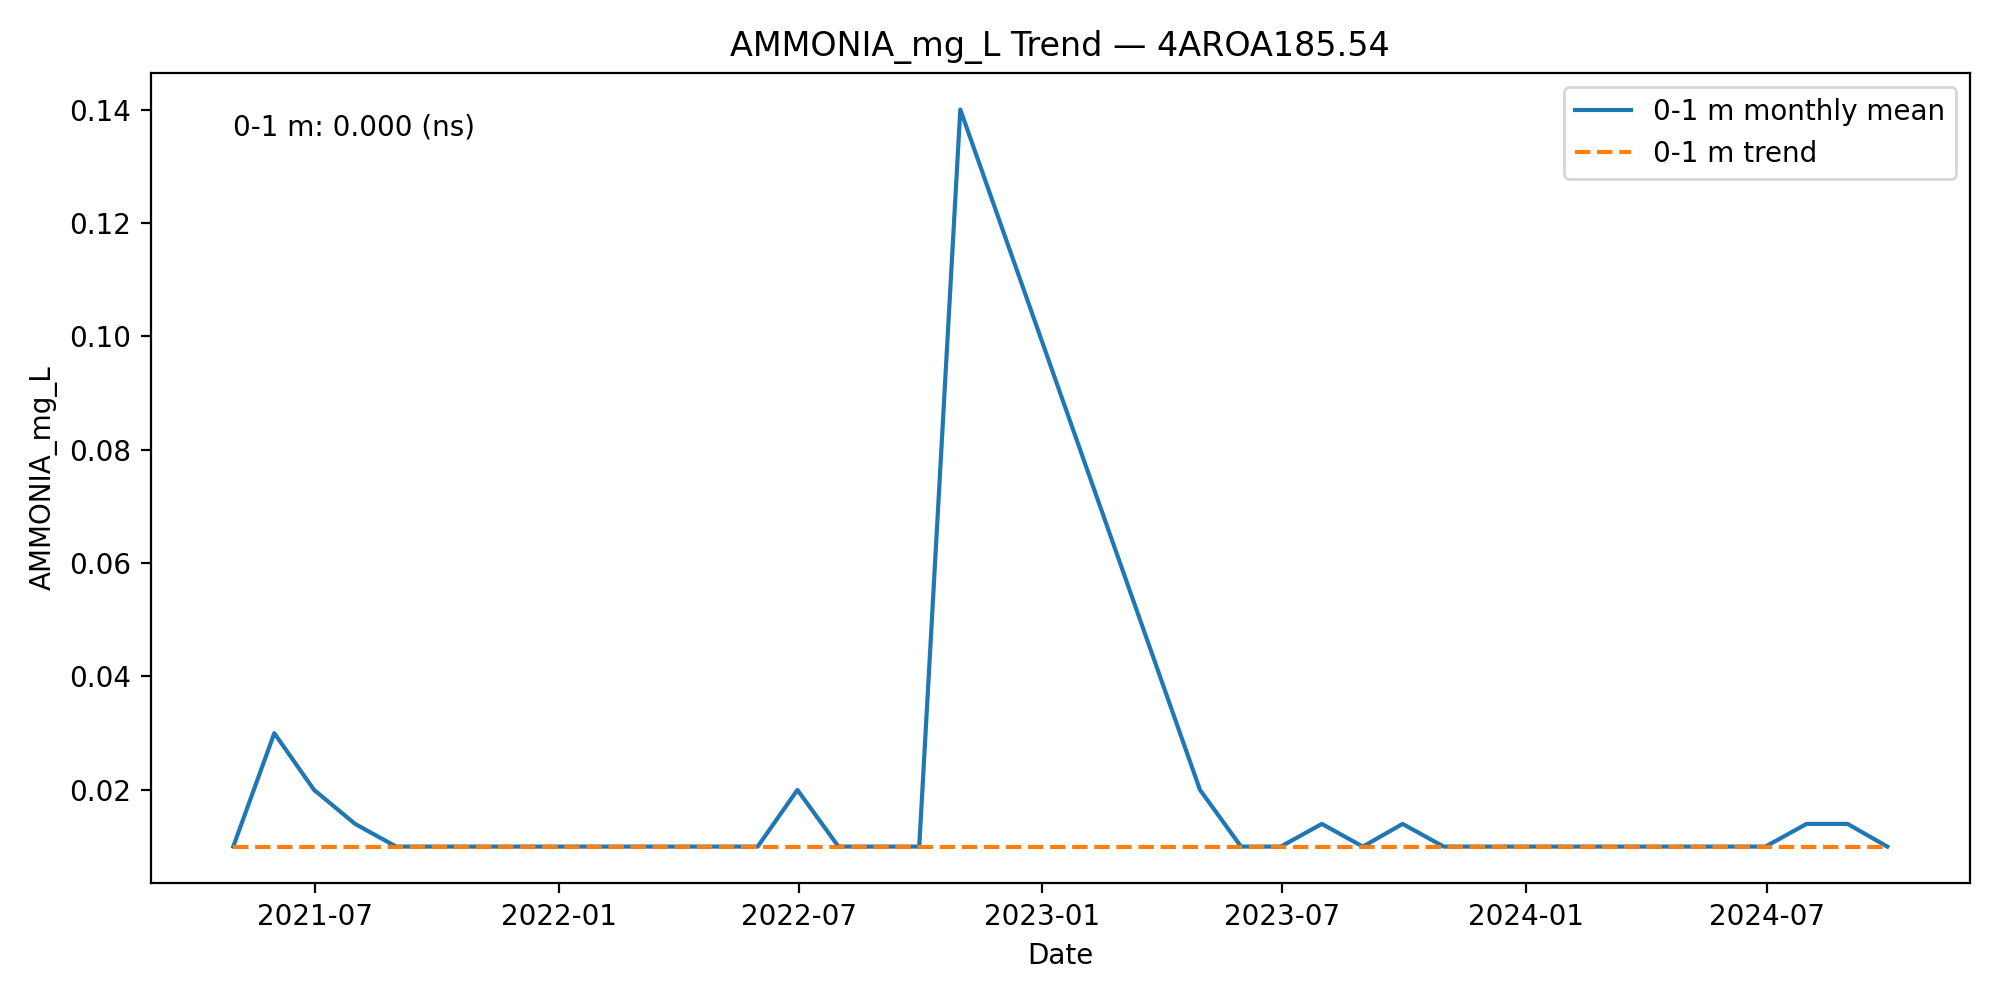 AMMONIA_mg_L Trend — 4AROA185.54
0-1 m: 0.000 (ns)
0-1 m monthly mean
0-1 m trend
AMMONIA_mg_L
0.14
0.12
0.10
0.08
0.06
0.04
0.02
2021-07
2022-01
2022-07
2023-01
2023-07
2024-01
2024-07
Date